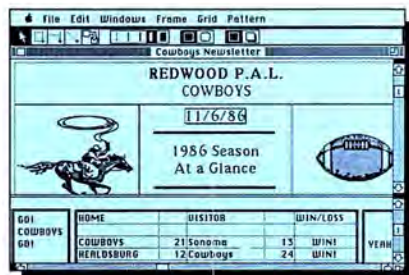 File Edit Windows Frame Grid Pattern
Cowboys Newsletter
REDWOOD P.A.L.
COWBOYS
11/6/86
1986 Season
At a Glance
GO!
COWBOYS
GO!
HOME VISITOR WIN/LOSS
COWBOYS 21 Sonoma 13 WIN!
HEALDSBURG 12 Cowboys 24 WIN!
YEAH